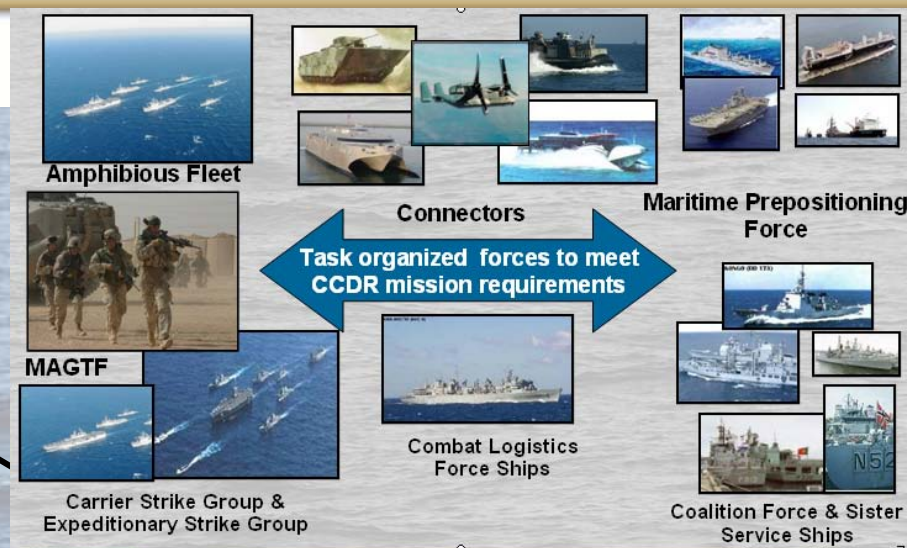 Amphibious Fleet
Connectors
Maritime Prepositioning
Force
Task organized forces to meet
CCDR mission requirements
MAGTF
Combat Logistics
Force Ships
Carrier Strike Group &
Expeditionary Strike Group
Coalition Force & Sister
Service Ships
N52